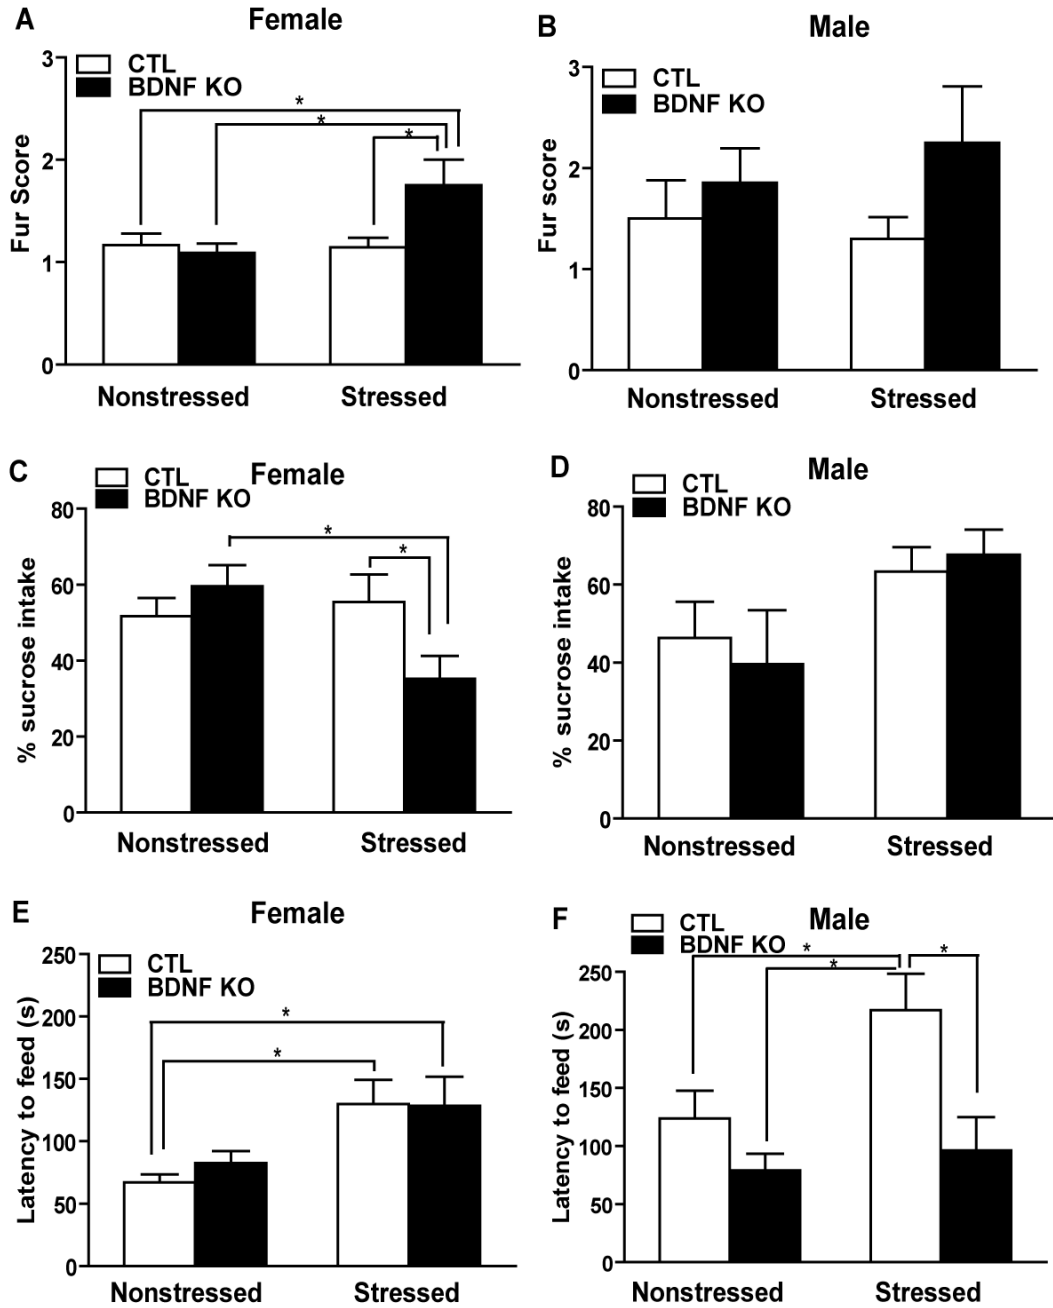 A
Female
CTL
BDNF KO
Fur Score
3
2
1
0
*
*
*
Nonstressed
Stressed
B
Male
CTL
BDNF KO
Fur score
3
2
1
0
Nonstressed
Stressed
C
Female
CTL
BDNF KO
% sucrose intake
80
60
40
20
0
*
*
Nonstressed
Stressed
D
Male
CTL
BDNF KO
% sucrose intake
80
60
40
20
0
Nonstressed
Stressed
E
Female
CTL
BDNF KO
Latency to feed (s)
250
200
150
100
50
0
*
*
Nonstressed
Stressed
F
Male
CTL
BDNF KO
Latency to feed (s)
250
200
150
100
50
0
*
*
*
Nonstressed
Stressed